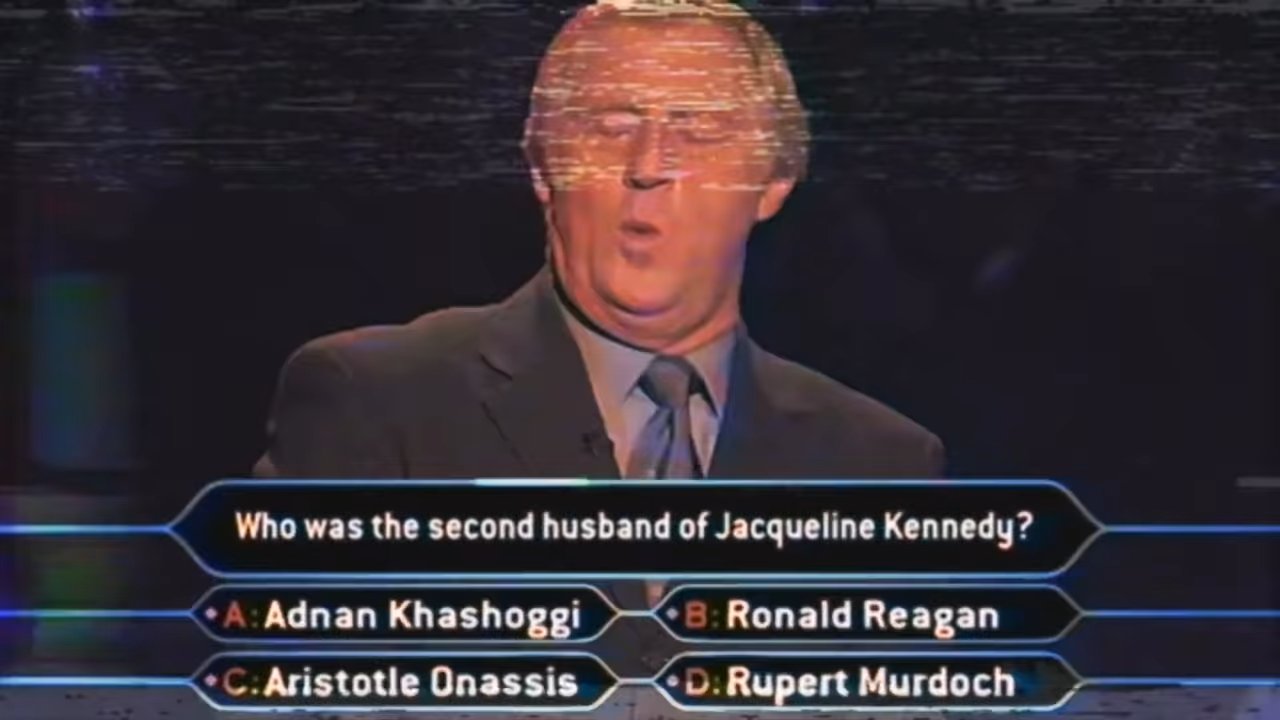 Who was the second husband of Jacqueline Kennedy?
A: Adnan Khashoggi
B: Ronald Reagan
C: Aristotle Onassis
D: Rupert Murdoch